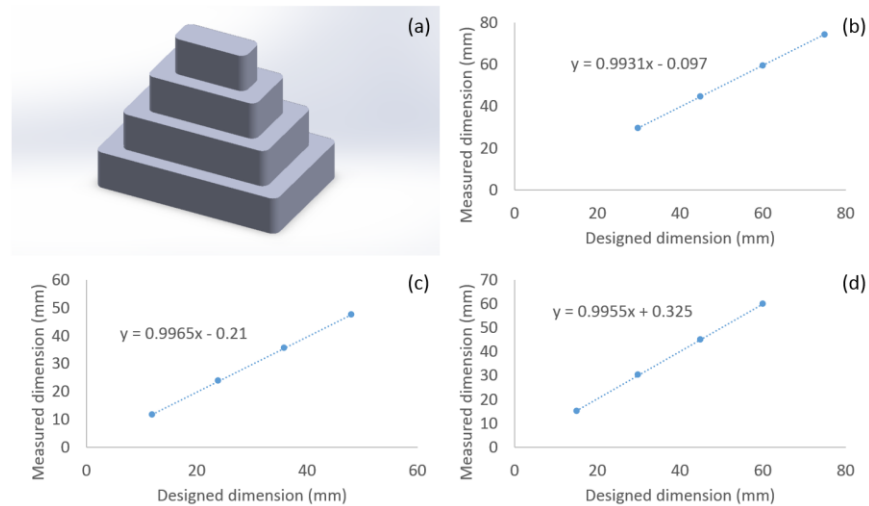 (a)
(b)
80
60
40
20
0
0 20 40 60 80
y = 0.9931x - 0.097
Measured dimension (mm)
Designed dimension (mm)
(c)
60
50
40
30
20
10
0
0 20 40 60
y = 0.9965x - 0.21
Measured dimension (mm)
Designed dimension (mm)
(d)
70
60
50
40
30
20
10
0
0 20 40 60 80
y = 0.9955x + 0.325
Measured dimension (mm)
Designed dimension (mm)